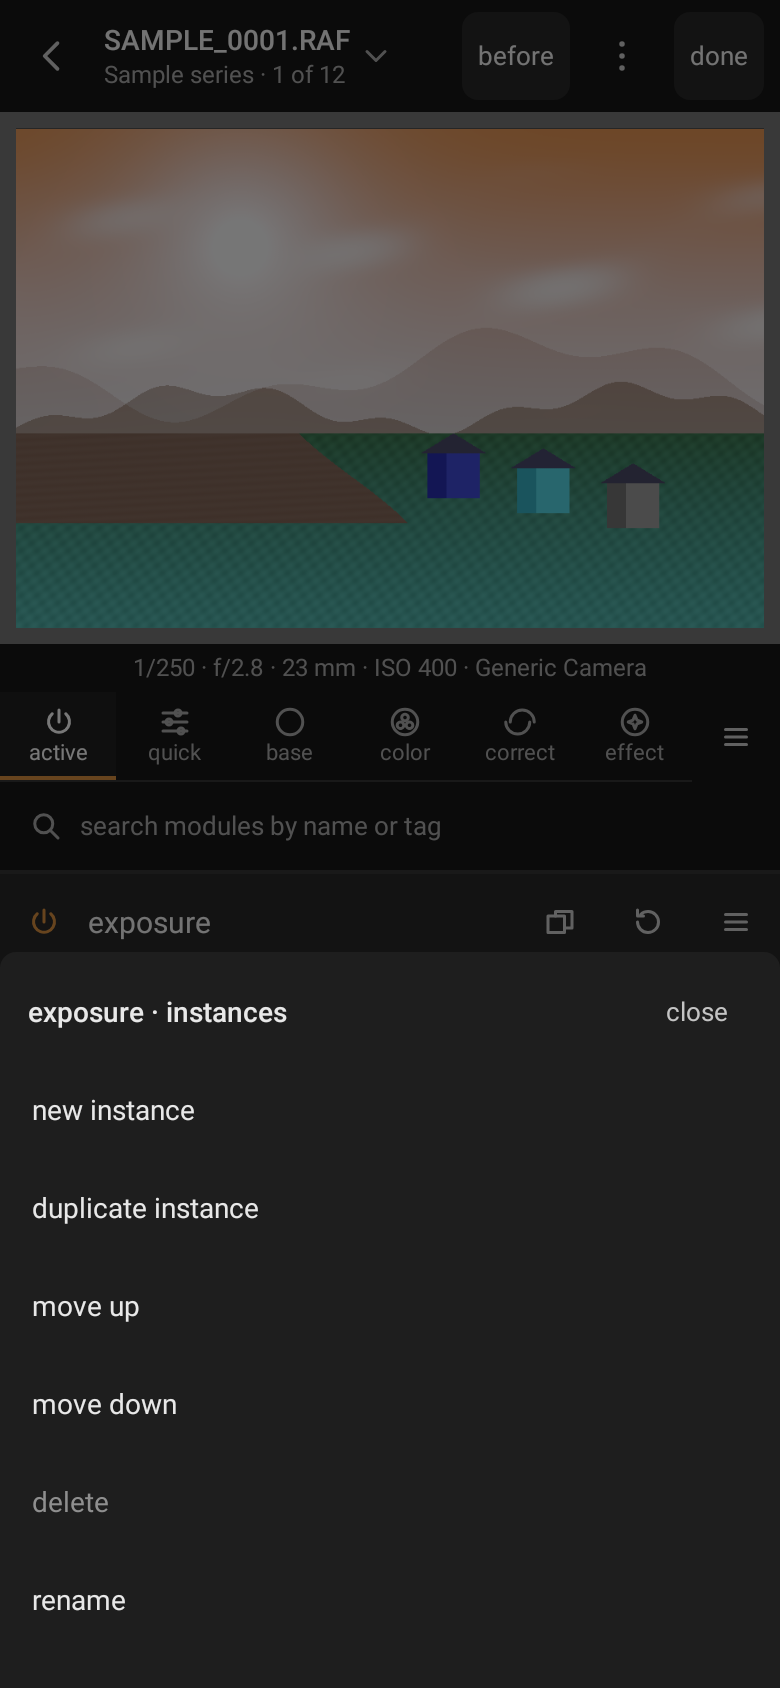 SAMPLE_0001.RAF
Sample series · 1 of 12
before
done
1/250 · f/2.8 · 23 mm · ISO 400 · Generic Camera
active
quick
base
color
correct
effect
search modules by name or tag
exposure
exposure · instances
close
new instance
duplicate instance
move up
move down
delete
rename